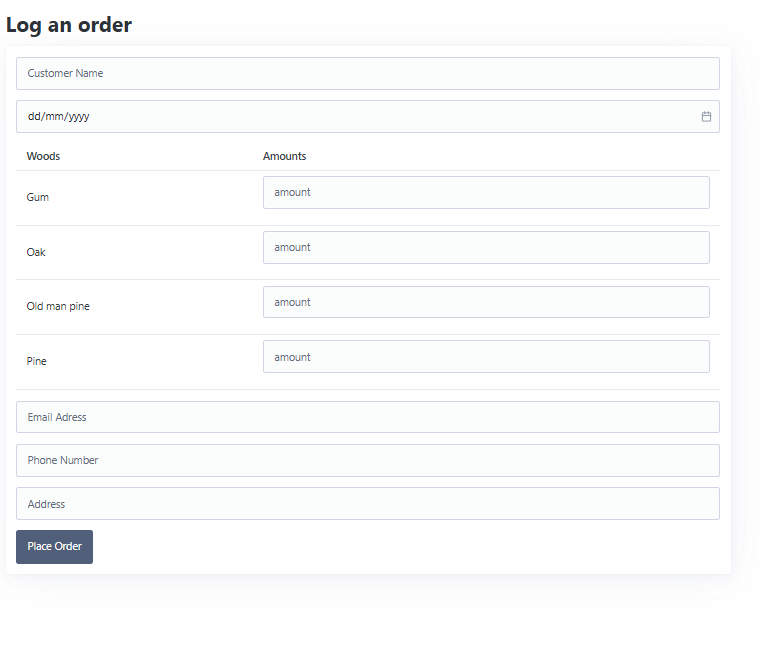 Log an order
Customer Name
dd/mm/yyyy
Woods Amounts
Gum amount
Oak amount
Old man pine amount
Pine amount
Email Adress
Phone Number
Address
Place Order